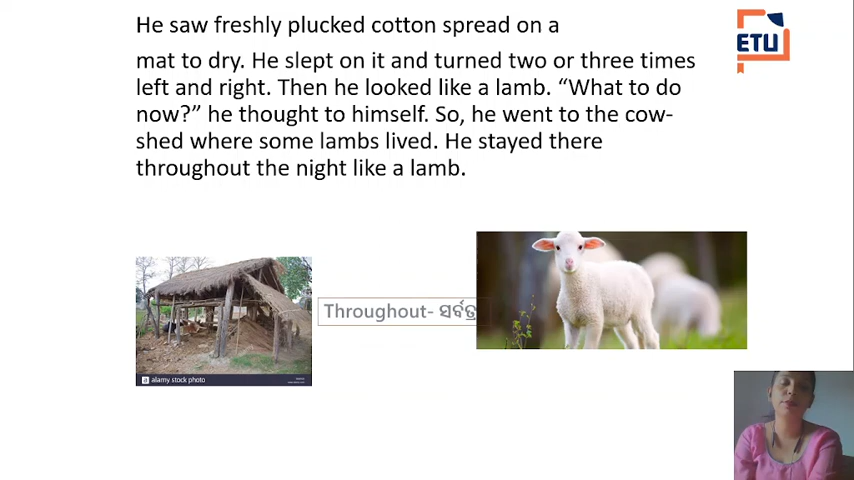 He saw freshly plucked cotton spread on a
mat to dry. He slept on it and turned two or three times
left and right. Then he looked like a lamb. “What to do
now?” he thought to himself. So, he went to the cow-
shed where some lambs lived. He stayed there
throughout the night like a lamb.
ETU
Throughout- ସର୍ବତ୍ର
a alamy stock photo